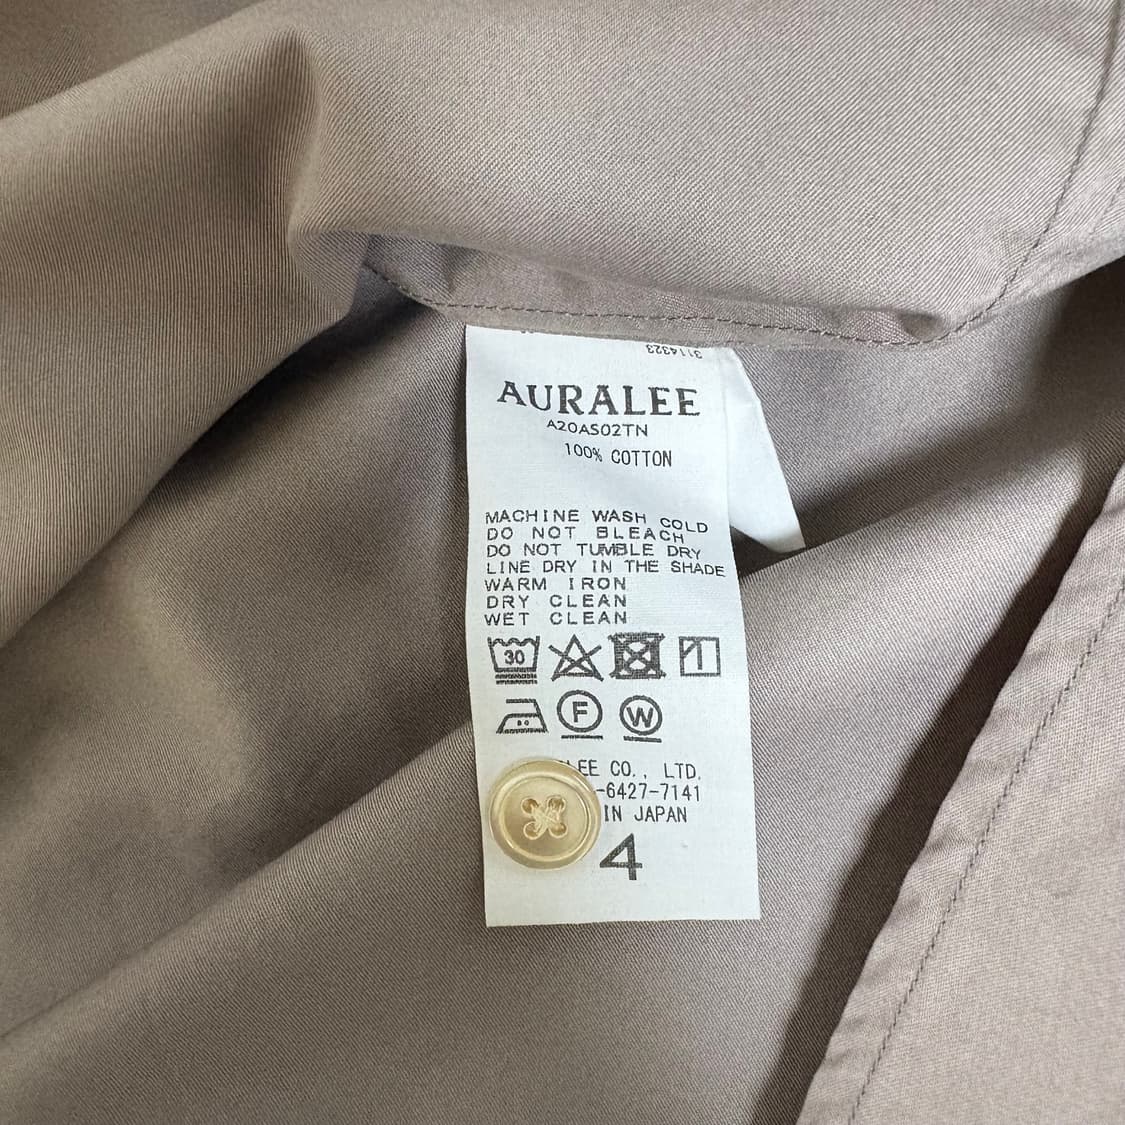 3114323
AURALEE
A20AS02TN
100% COTTON
MACHINE WASH COLD
DO NOT BLEACH
DO NOT TUMBLE DRY
LINE DRY IN THE SHADE
WARM IRON
DRY CLEAN
WET CLEAN
30
F W
LEE CO., LTD.
-6427-7141
IN JAPAN
4